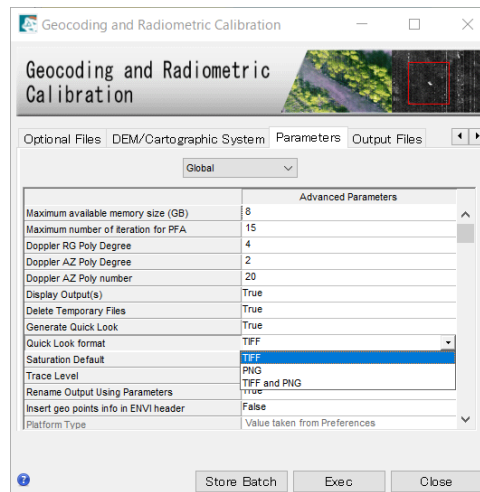 Geocoding and Radiometric Calibration
Geocoding and Radiometric
Calibration
Optional Files DEM/Cartographic System Parameters Output Files
Global
Advanced Parameters
Maximum available memory size (GB) 8
Maximum number of iteration for PFA 15
Doppler RG Poly Degree 4
Doppler AZ Poly Degree 2
Doppler AZ Poly number 20
Display Output(s) True
Delete Temporary Files True
Generate Quick Look True
Quick Look format TIFF
Saturation Default TIFF
Trace Level PNG
TIFF and PNG
Rename Output Using Parameters True
Insert geo points info in ENVI header False
Platform Type Value taken from Preferences
Store Batch Exec Close